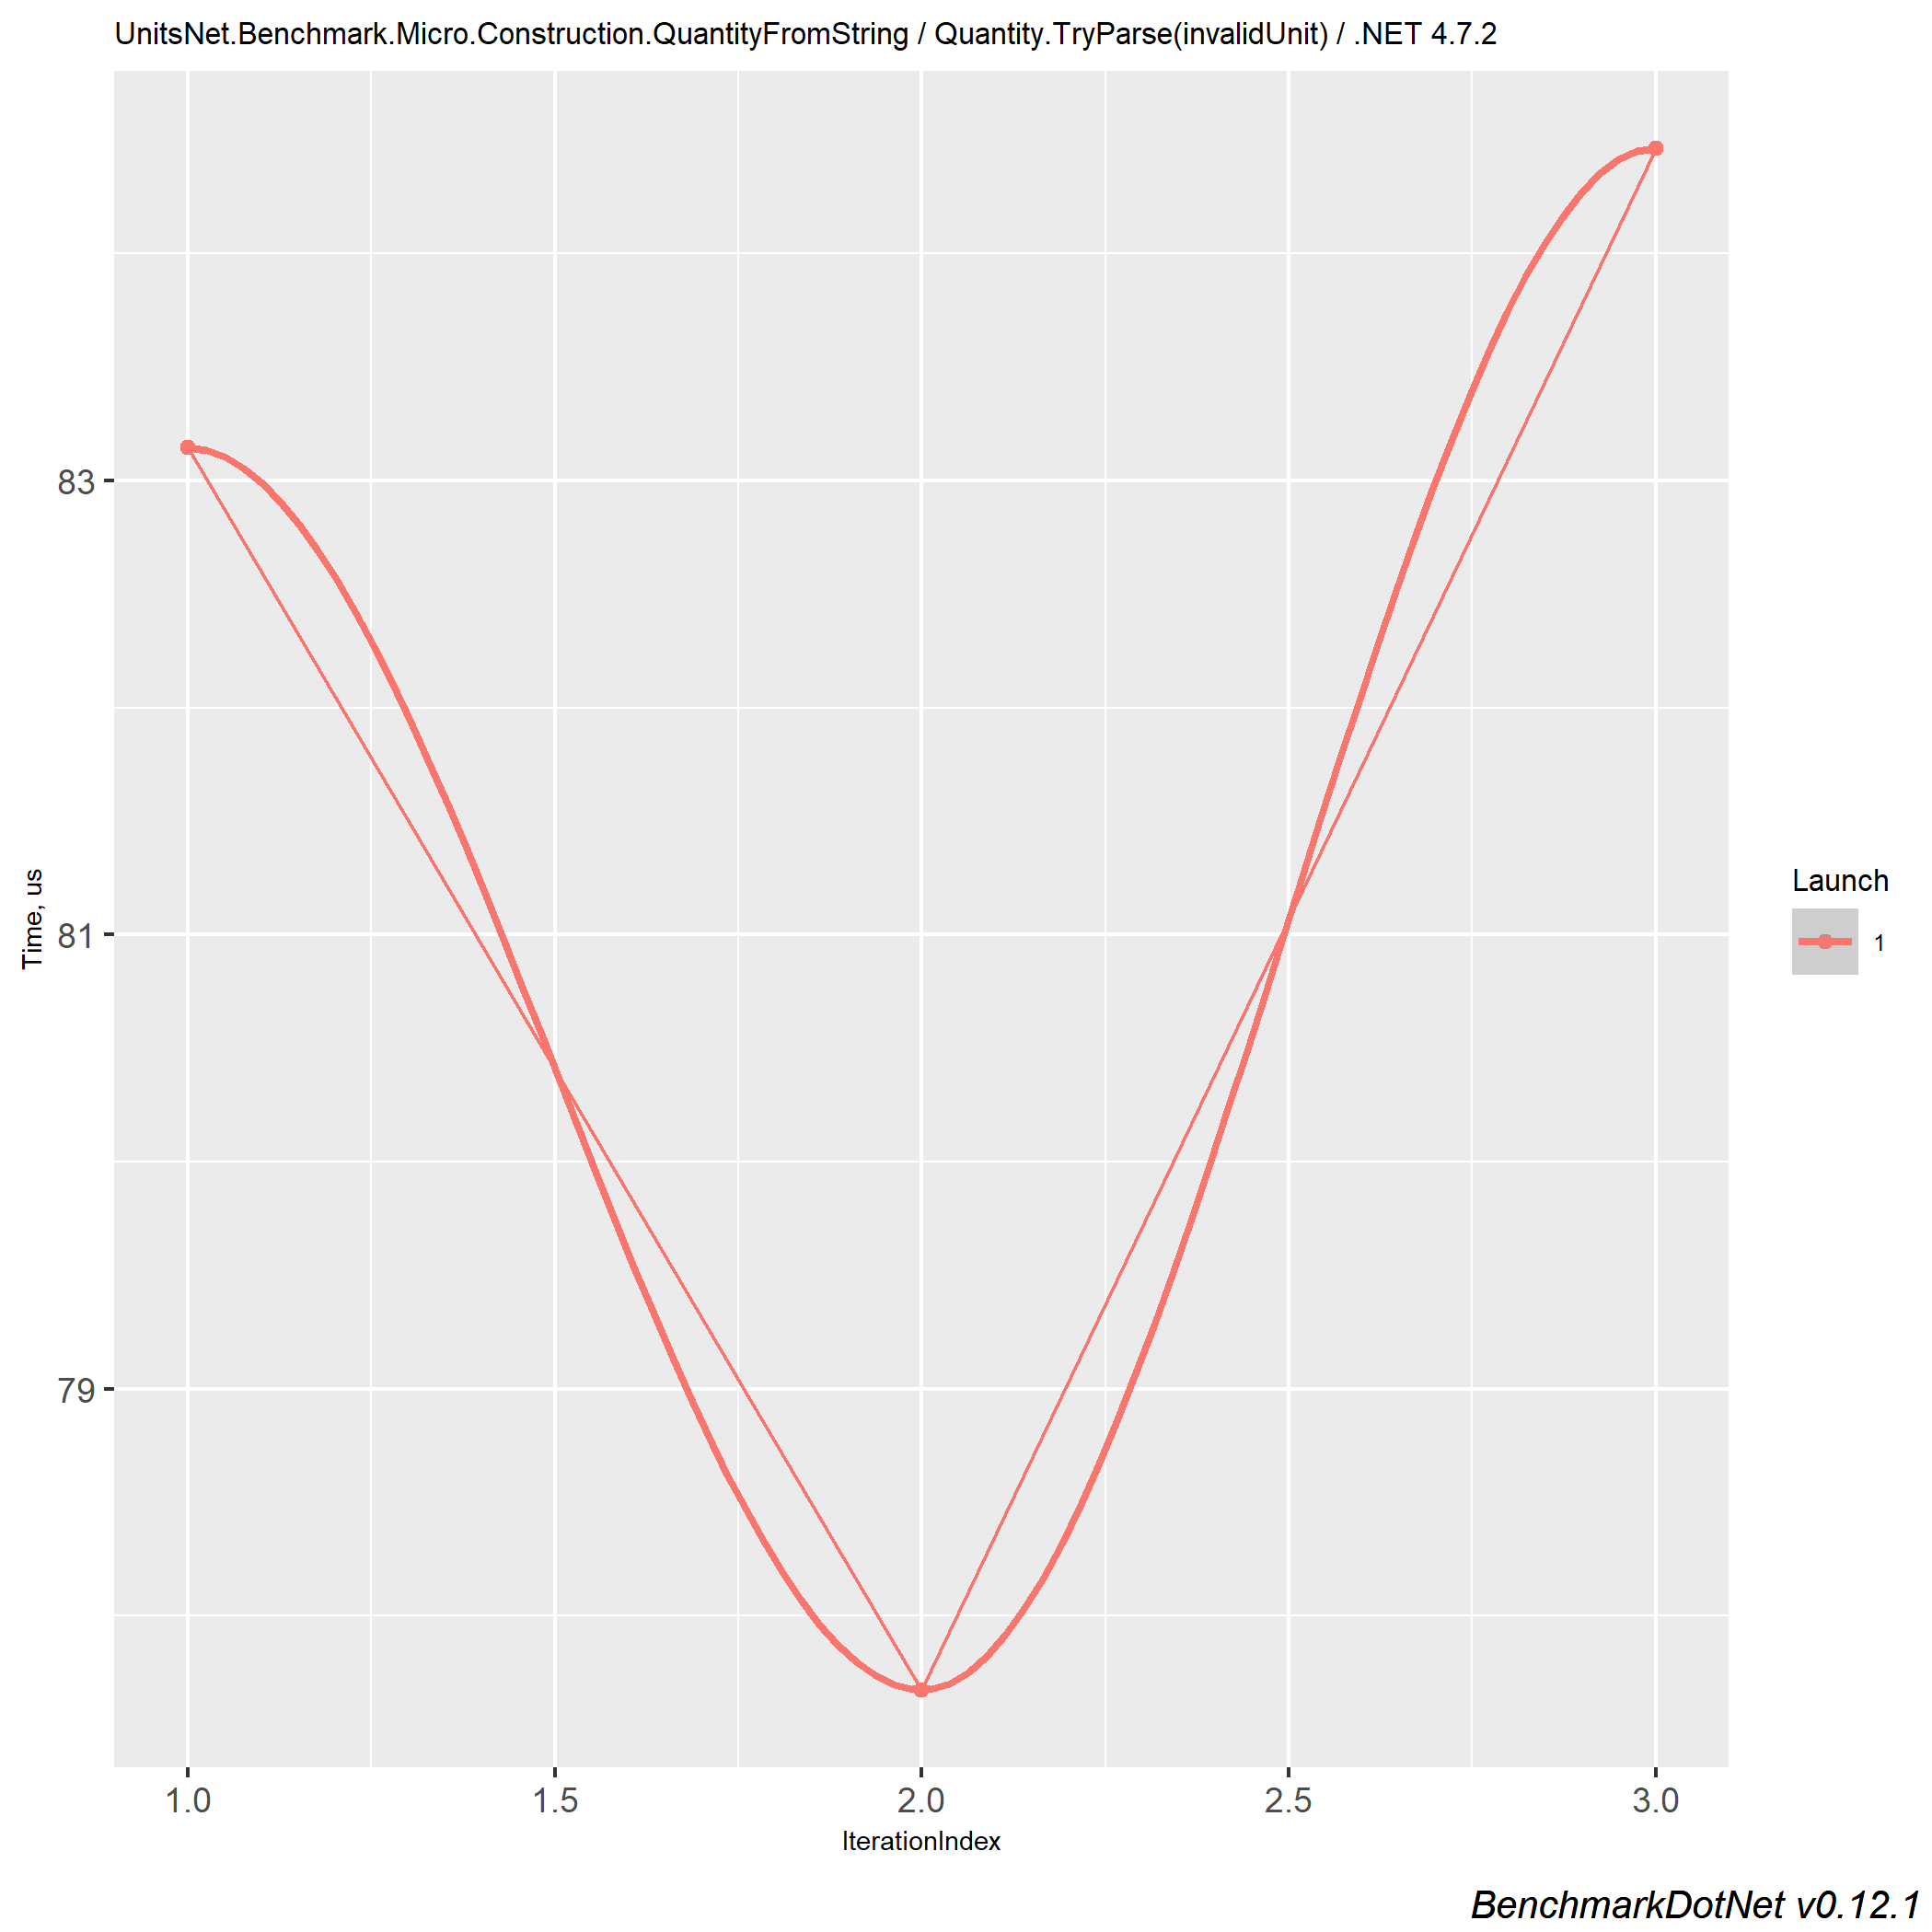 UnitsNet.Benchmark.Micro.Construction.QuantityFromString / Quantity.TryParse(invalidUnit) / .NET 4.7.2
83
81
79
Time, us
1.0 1.5 2.0 2.5 3.0
IterationIndex
Launch
1
BenchmarkDotNet v0.12.1